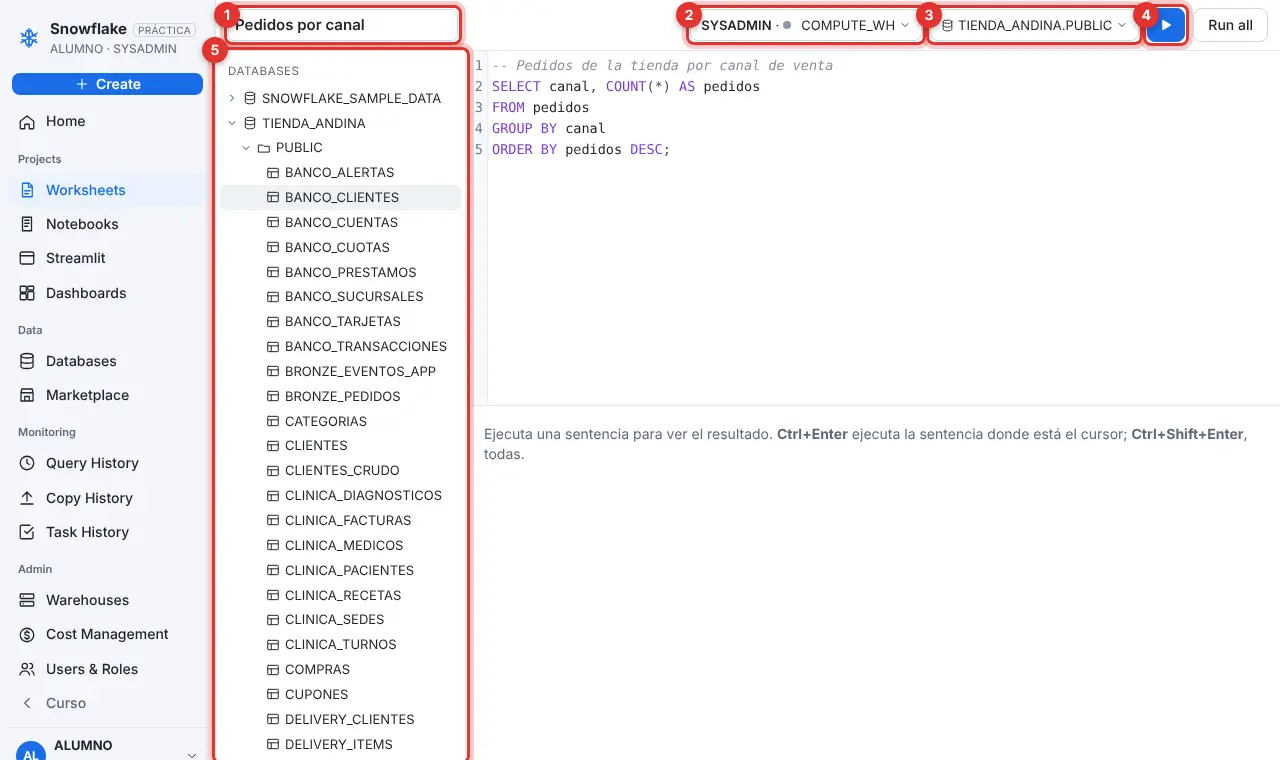 Snowflake PRÁCTICA
ALUMNO · SYSADMIN
+ Create
Home
Projects
Worksheets
Notebooks
Streamlit
Dashboards
Data
Databases
Marketplace
Monitoring
Query History
Copy History
Task History
Admin
Warehouses
Cost Management
Users & Roles
Curso
AL
ALUMNO
1
Pedidos por canal
2
SYSADMIN · COMPUTE_WH
3
TIENDA_ANDINA.PUBLIC
4
Run all
5
DATABASES
SNOWFLAKE_SAMPLE_DATA
TIENDA_ANDINA
PUBLIC
BANCO_ALERTAS
BANCO_CLIENTES
BANCO_CUENTAS
BANCO_CUOTAS
BANCO_PRESTAMOS
BANCO_SUCURSALES
BANCO_TARJETAS
BANCO_TRANSACCIONES
BRONZE_EVENTOS_APP
BRONZE_PEDIDOS
CATEGORIAS
CLIENTES
CLIENTES_CRUDO
CLINICA_DIAGNOSTICOS
CLINICA_FACTURAS
CLINICA_MEDICOS
CLINICA_PACIENTES
CLINICA_RECETAS
CLINICA_SEDES
CLINICA_TURNOS
COMPRAS
CUPONES
DELIVERY_CLIENTES
DELIVERY_ITEMS
1 -- Pedidos de la tienda por canal de venta
2 SELECT canal, COUNT(*) AS pedidos
3 FROM pedidos
4 GROUP BY canal
5 ORDER BY pedidos DESC;
Ejecuta una sentencia para ver el resultado. Ctrl+Enter ejecuta la sentencia donde está el cursor; Ctrl+Shift+Enter,
todas.